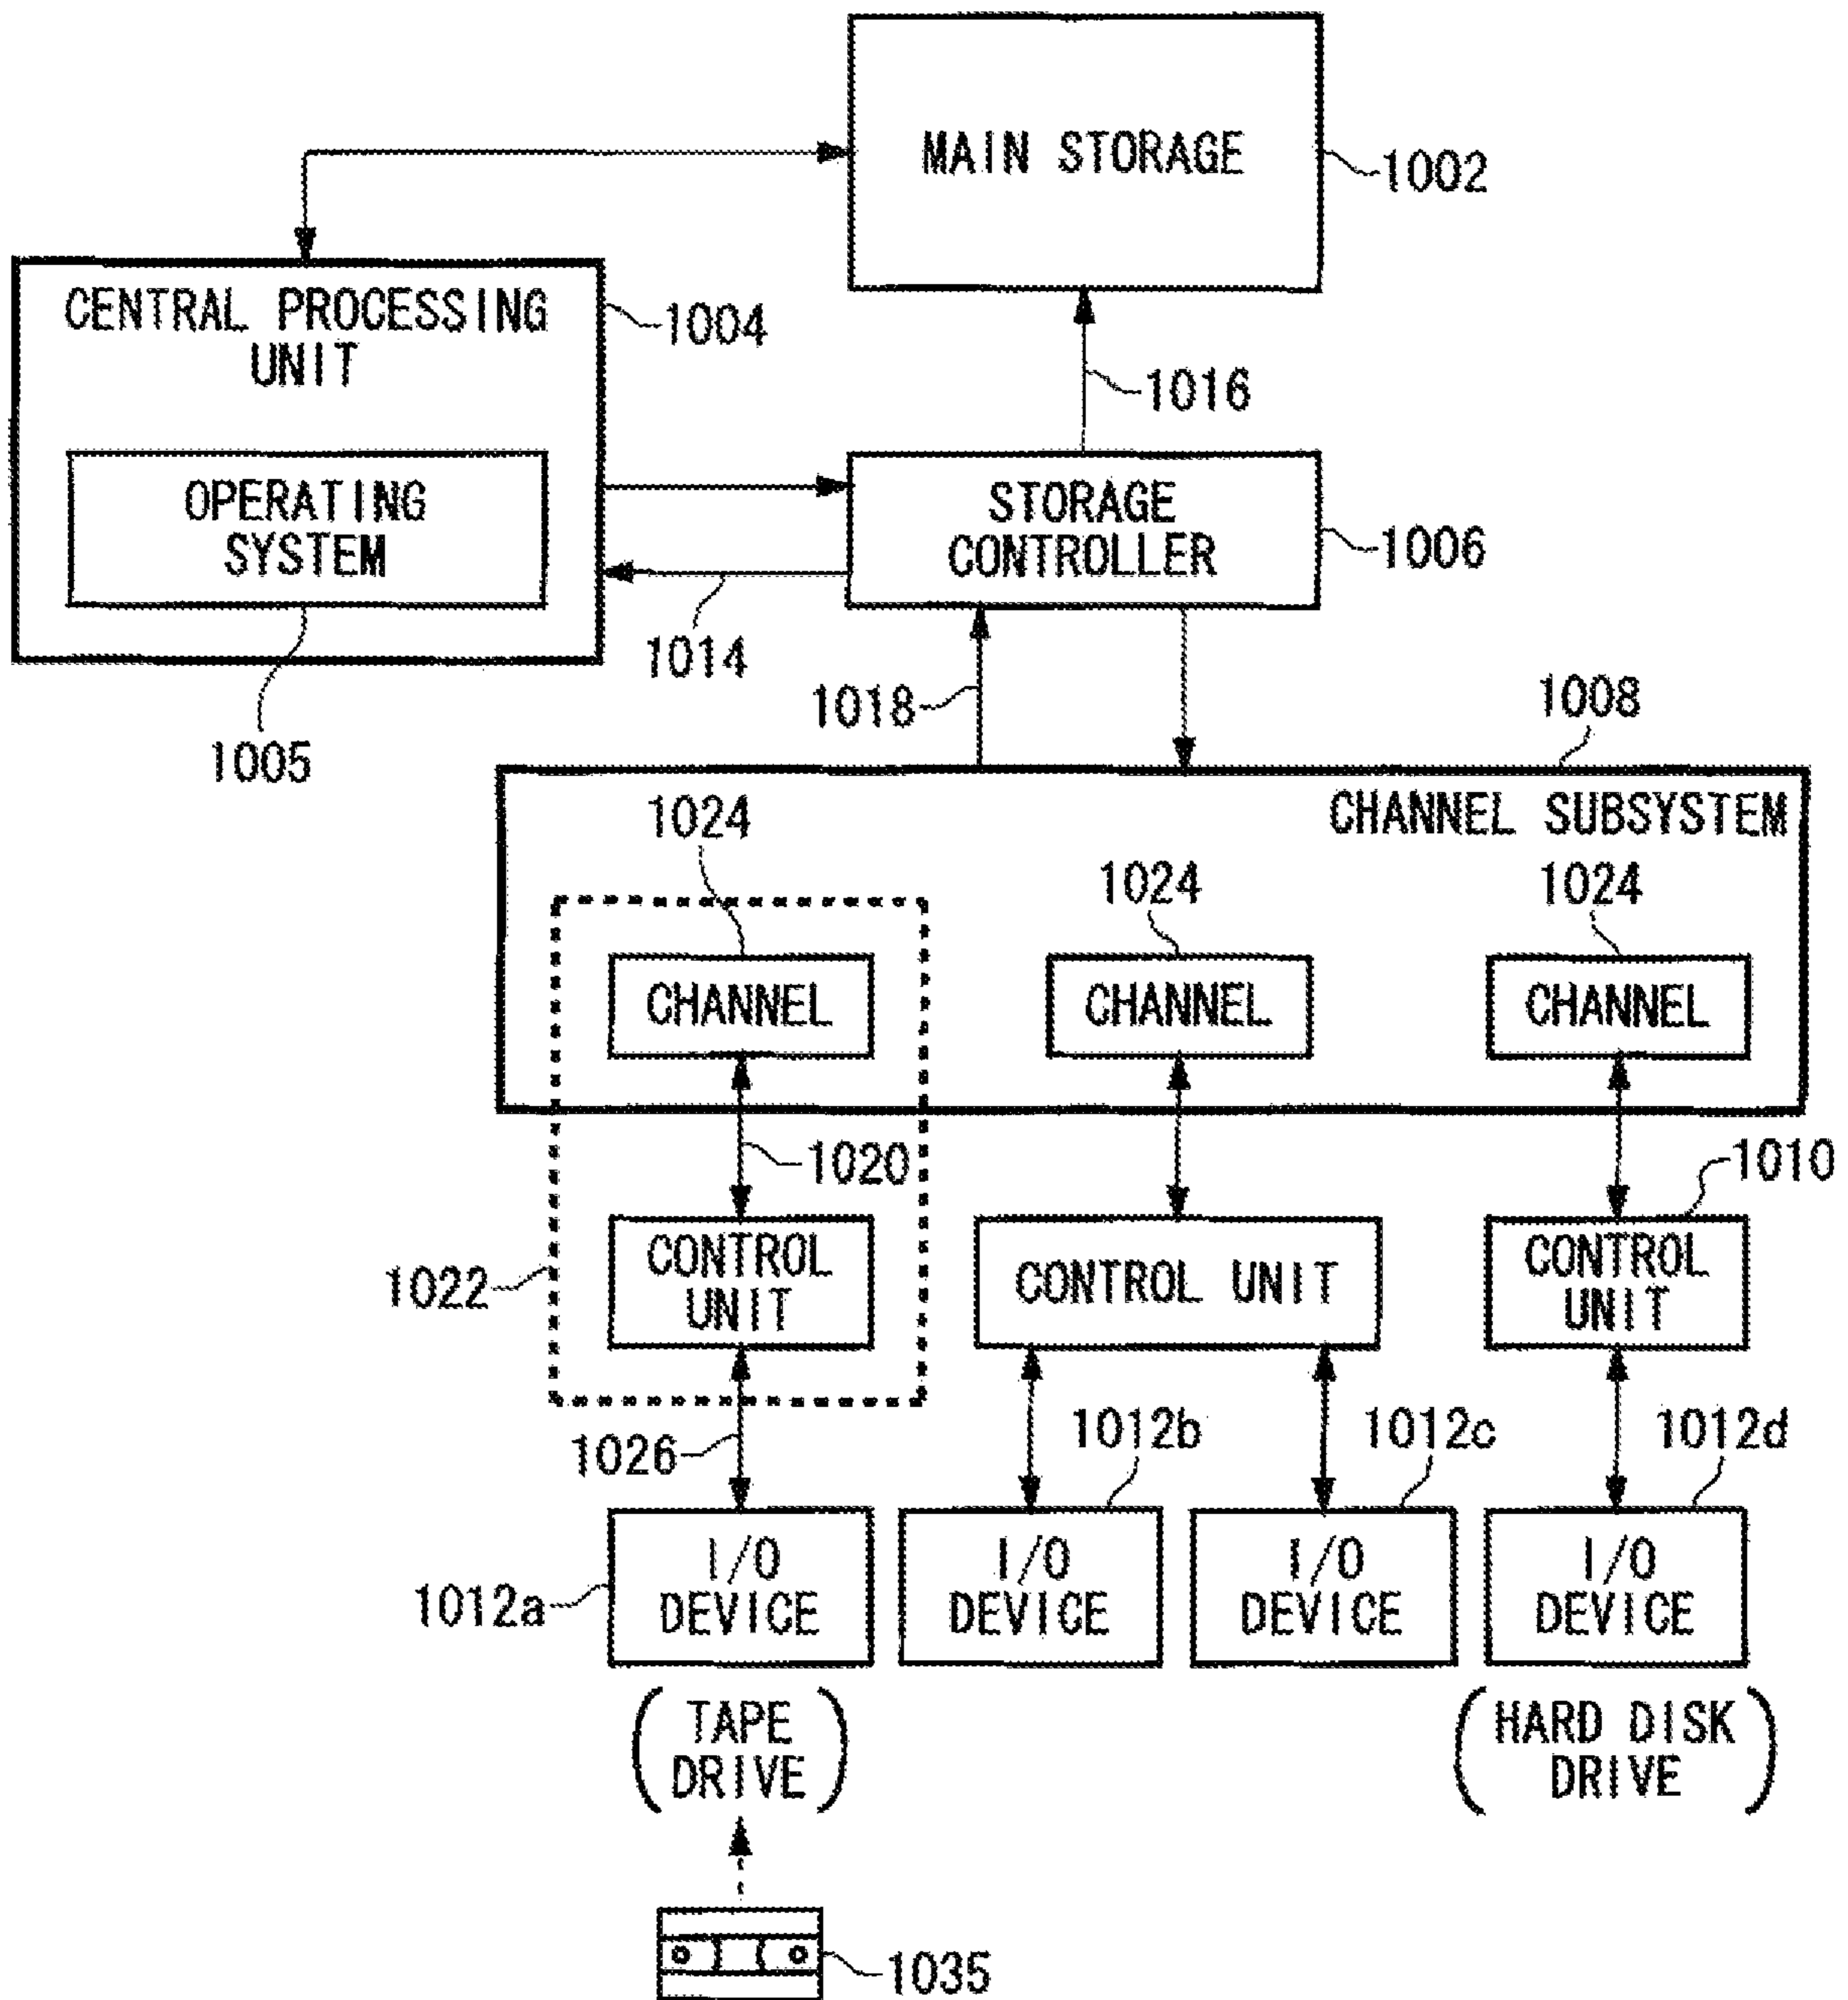 MAIN STORAGE
1002
CENTRAL PROCESSING
UNIT
1004
1016
OPERATING
SYSTEM
STORAGE
CONTROLLER
1006
1014
1005
1018
1008
CHANNEL SUBSYSTEM
1024
1024
1024
CHANNEL
CHANNEL
CHANNEL
1020
1010
1022
CONTROL
UNIT
CONTROL UNIT
CONTROL
UNIT
1026
1012b
1012c
1012d
1012a
I/O
DEVICE
I/O
DEVICE
I/O
DEVICE
I/O
DEVICE
(TAPE
DRIVE)
(HARD DISK
DRIVE)
1035